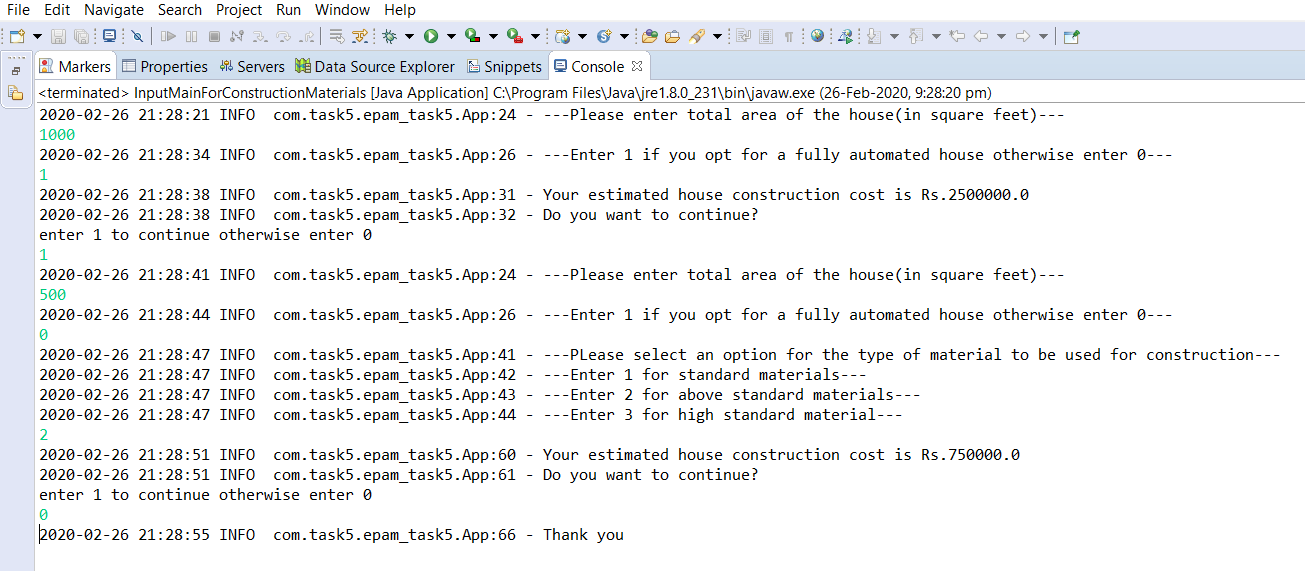 File Edit Navigate Search Project Run Window Help
Markers Properties Servers Data Source Explorer Snippets Console
<terminated> InputMainForConstructionMaterials [Java Application] C:\Program Files\Java\jre1.8.0_231\bin\javaw.exe (26-Feb-2020, 9:28:20 pm)
2020-02-26 21:28:21 INFO  com.task5.epam_task5.App:24 - ---Please enter total area of the house(in square feet)---
1000
2020-02-26 21:28:34 INFO  com.task5.epam_task5.App:26 - ---Enter 1 if you opt for a fully automated house otherwise enter 0---
1
2020-02-26 21:28:38 INFO  com.task5.epam_task5.App:31 - Your estimated house construction cost is Rs.2500000.0
2020-02-26 21:28:38 INFO  com.task5.epam_task5.App:32 - Do you want to continue?
enter 1 to continue otherwise enter 0
1
2020-02-26 21:28:41 INFO  com.task5.epam_task5.App:24 - ---Please enter total area of the house(in square feet)---
500
2020-02-26 21:28:44 INFO  com.task5.epam_task5.App:26 - ---Enter 1 if you opt for a fully automated house otherwise enter 0---
0
2020-02-26 21:28:47 INFO  com.task5.epam_task5.App:41 - ---PLease select an option for the type of material to be used for construction---
2020-02-26 21:28:47 INFO  com.task5.epam_task5.App:42 - ---Enter 1 for standard materials---
2020-02-26 21:28:47 INFO  com.task5.epam_task5.App:43 - ---Enter 2 for above standard materials---
2020-02-26 21:28:47 INFO  com.task5.epam_task5.App:44 - ---Enter 3 for high standard material---
2
2020-02-26 21:28:51 INFO  com.task5.epam_task5.App:60 - Your estimated house construction cost is Rs.750000.0
2020-02-26 21:28:51 INFO  com.task5.epam_task5.App:61 - Do you want to continue?
enter 1 to continue otherwise enter 0
0
2020-02-26 21:28:55 INFO  com.task5.epam_task5.App:66 - Thank you